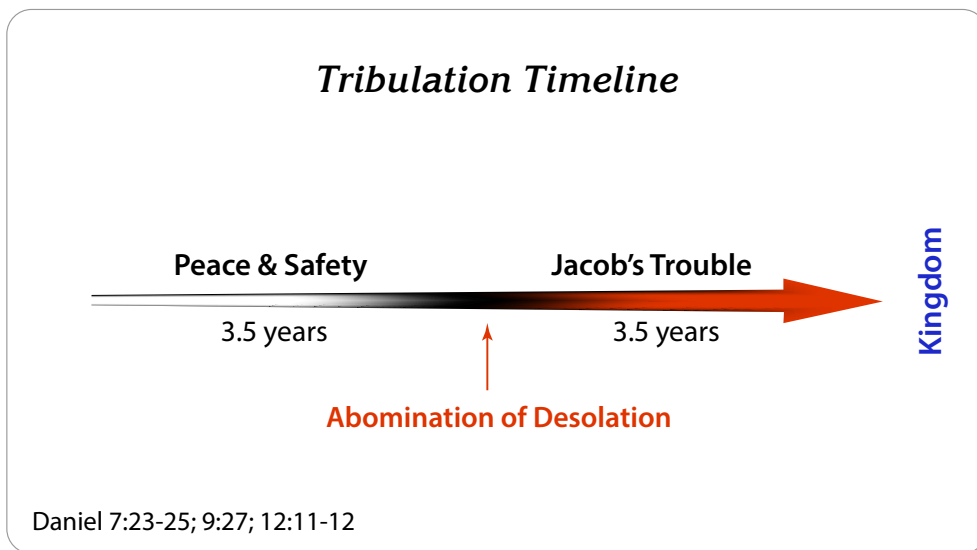 Tribulation Timeline
Peace & Safety
Jacob’s Trouble
3.5 years
3.5 years
Abomination of Desolation
Kingdom
Daniel 7:23-25; 9:27; 12:11-12